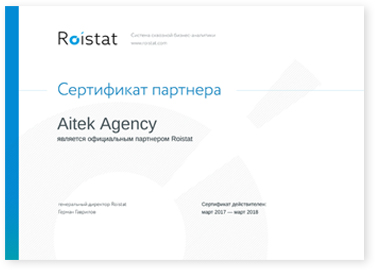 Roistat
Система сквозной бизнес-аналитики
www.roistat.com
Сертификат партнера
Aitek Agency
является официальным партнером Roistat
генеральный директор Roistat
Герман Гаврилов
Сертификат действителен:
март 2017 — март 2018